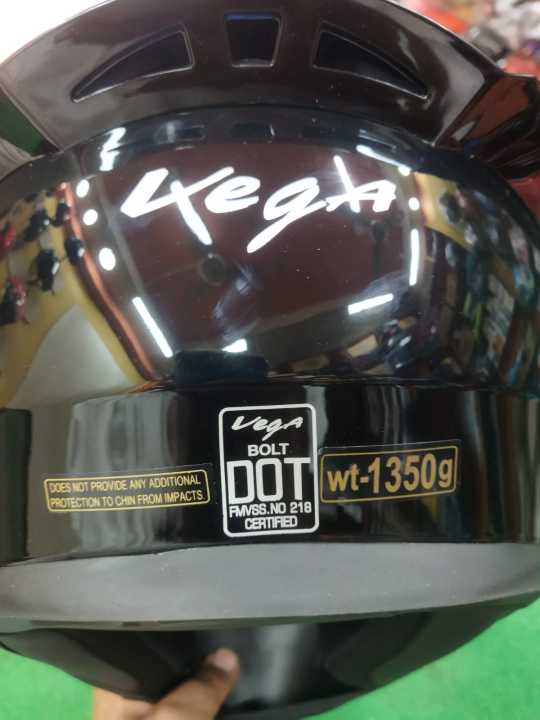 VegA
VegA
BOLT
DOT
FMVSS.NO 218
CERTIFIED
DOES NOT PROVIDE ANY ADDITIONAL
PROTECTION TO CHIN FROM IMPACTS.
wt-1350g